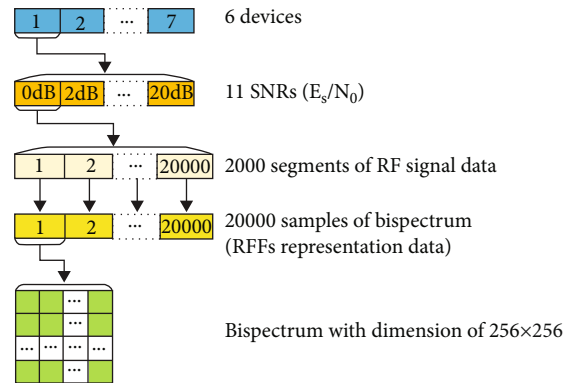 1 2 ... 7 6 devices
0dB 2dB ... 20dB 11 SNRs (Es/N0)
1 2 ... 20000 2000 segments of RF signal data
1 2 ... 20000 20000 samples of bispectrum
(RFFs representation data)
...
...
... ... ... ...
...
Bispectrum with dimension of 256×256